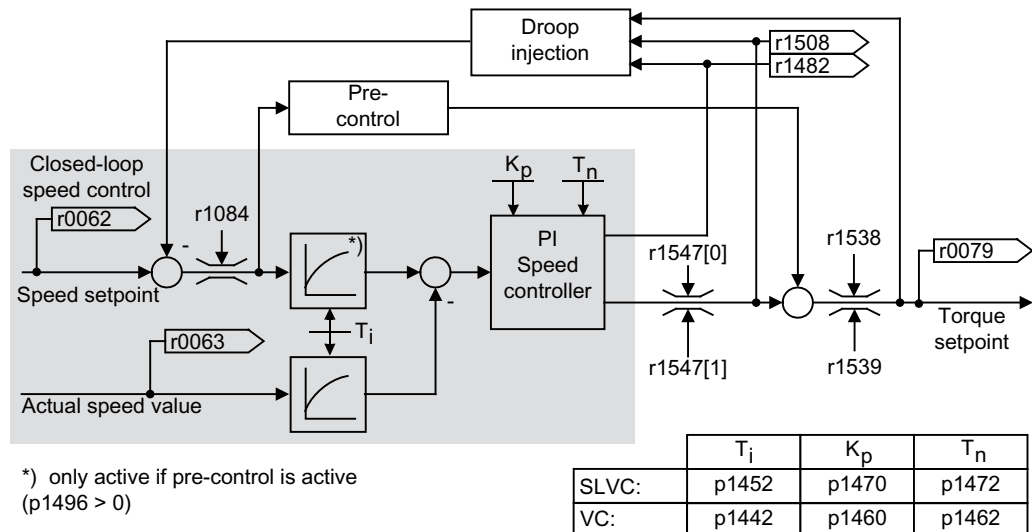 Droop
injection
r1508
r1482
Pre-
control
Closed-loop
speed control
r0062
r1084
- 
Speed setpoint
*)
Kp
Tn
PI
Speed
controller
-
Ti
r0063
Actual speed value
r1547[0]
r1547[1]
r1538
r1539
r0079
Torque
setpoint
*) only active if pre-control is active
(p1496 > 0)
Ti Kp Tn
SLVC: p1452 p1470 p1472
VC: p1442 p1460 p1462